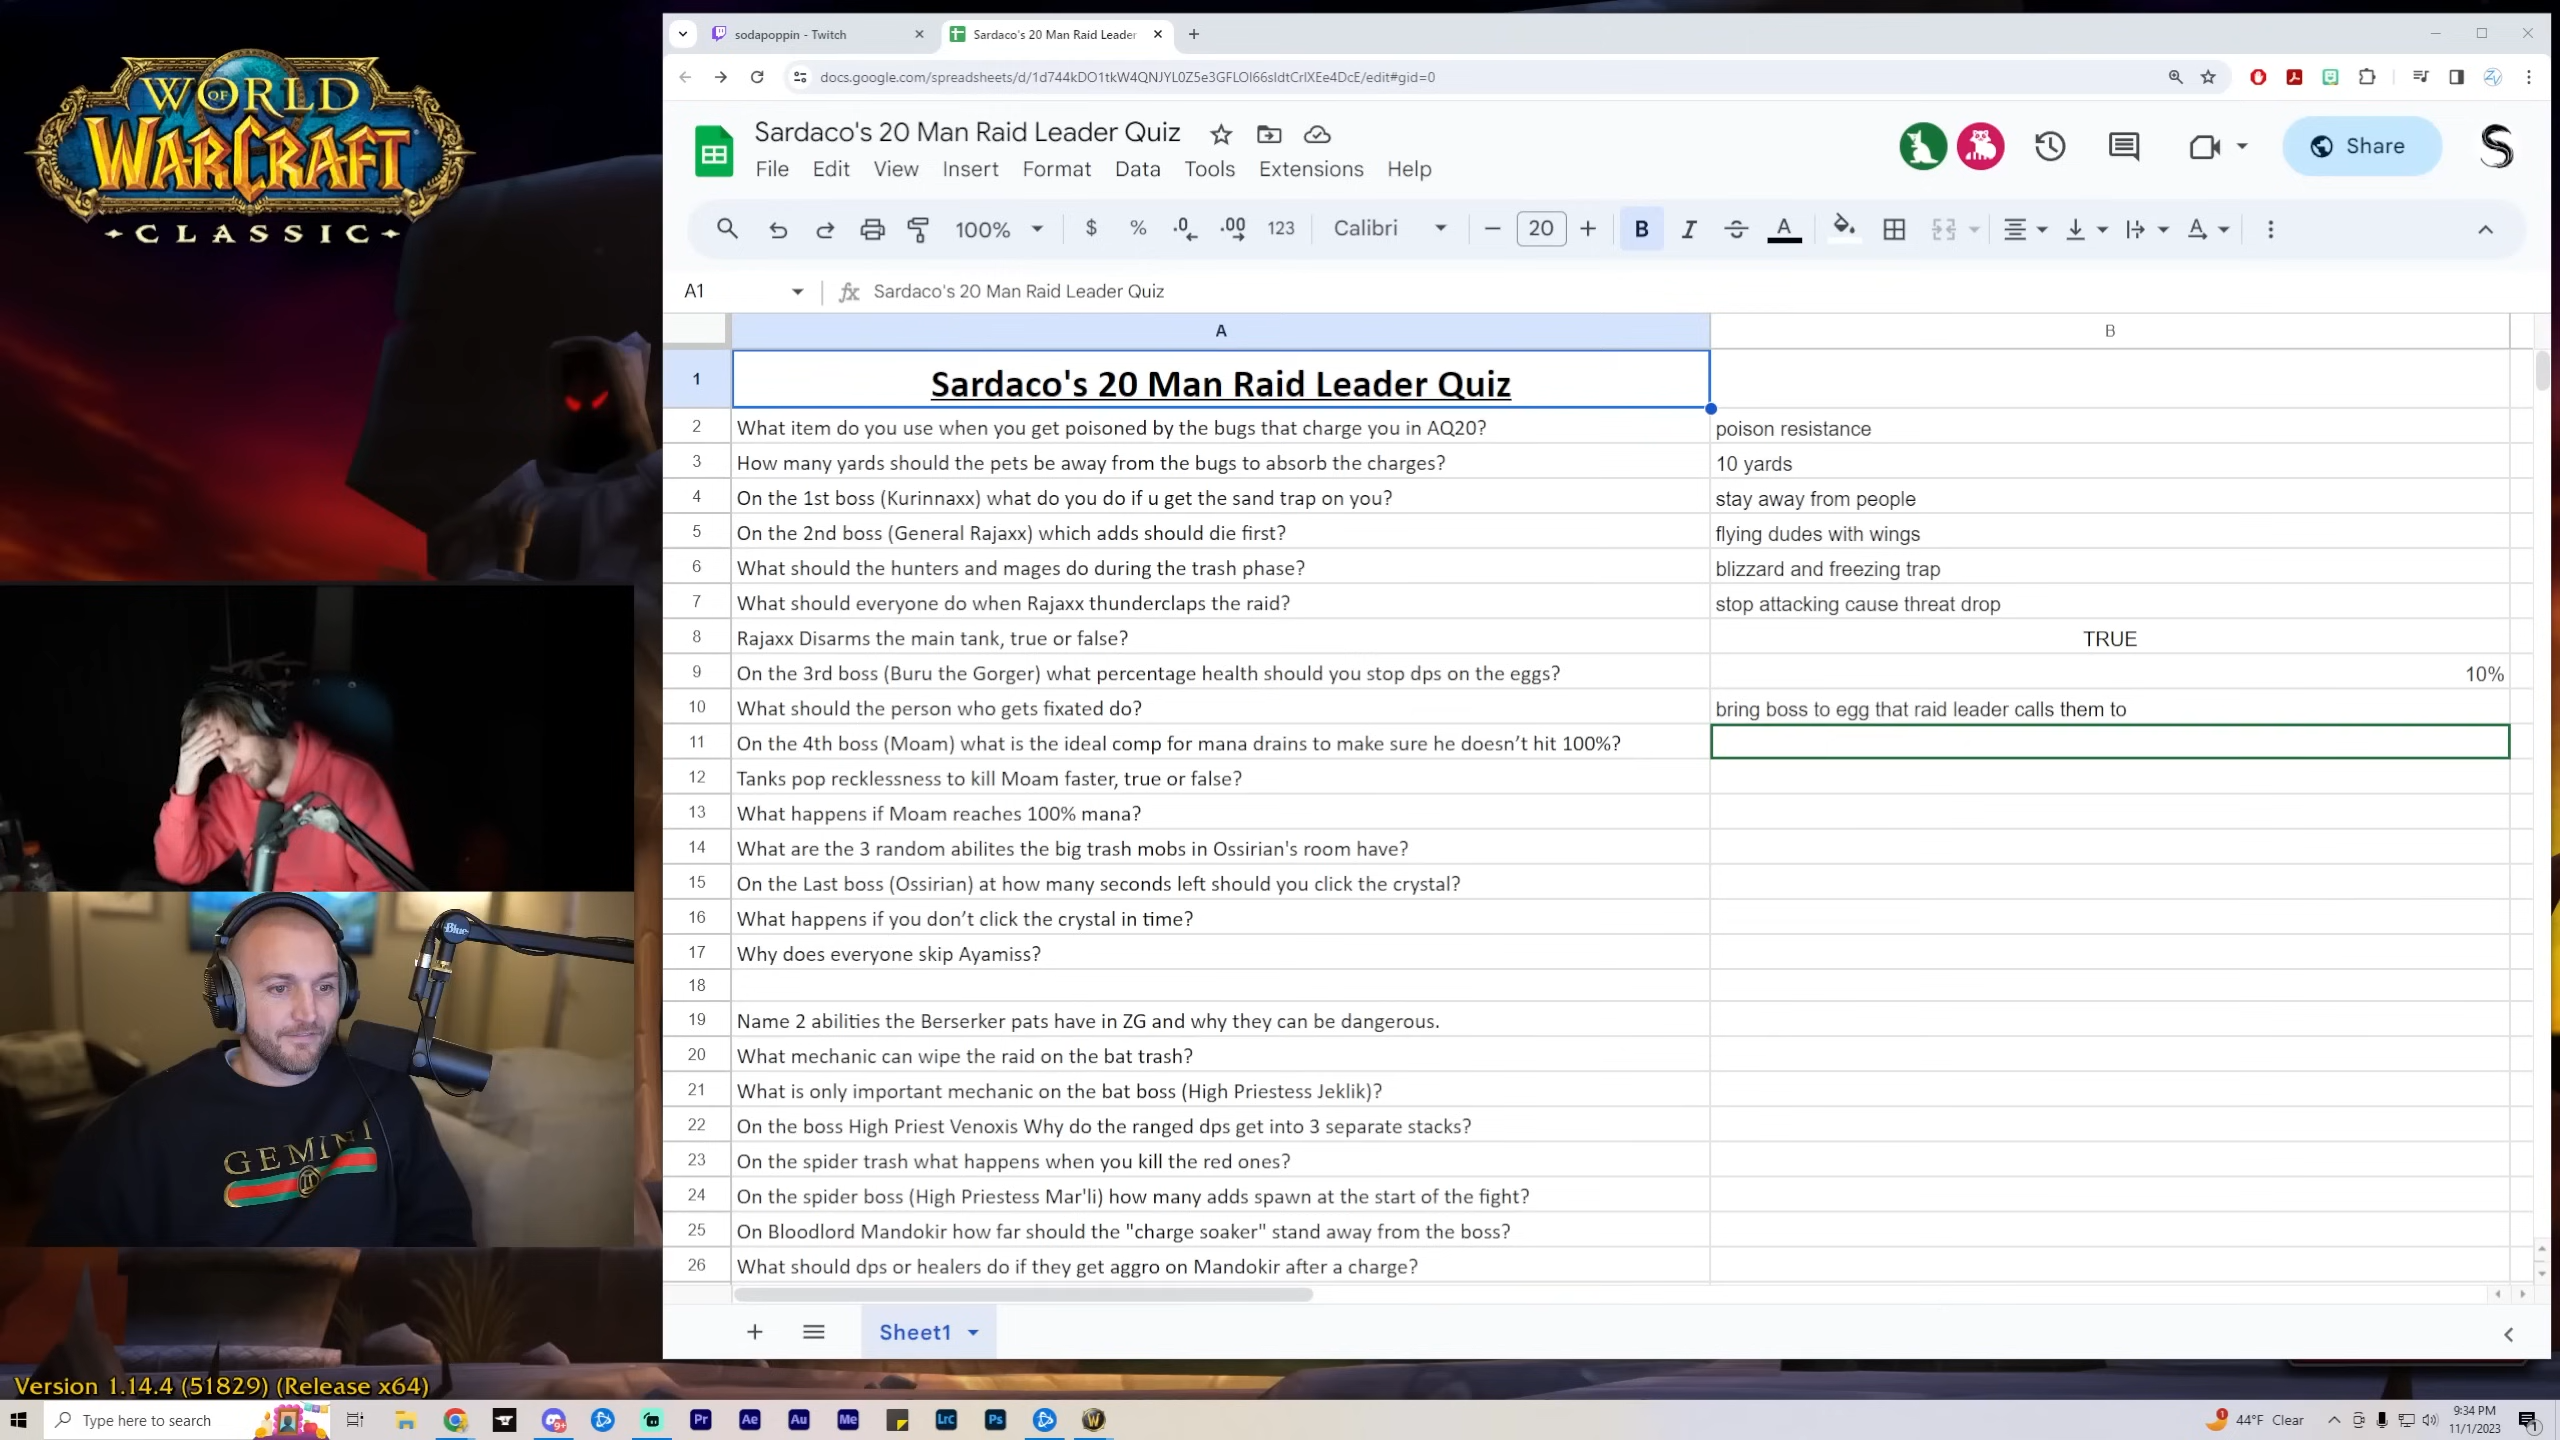 WORLD
OF
WARCRAFT
CLASSIC
sodapoppin - Twitch
Sardaco's 20 Man Raid Leader
docs.google.com/spreadsheets/d/1d744kDO1tkW4QNJYL0Z5e3GFLOI66sIdtCrlXEe4DcE/edit#gid=0
Sardaco's 20 Man Raid Leader Quiz
File Edit View Insert Format Data Tools Extensions Help
Share
100% $ % .0 .00 123 Calibri 20 B I S A A
A1 fx Sardaco's 20 Man Raid Leader Quiz
A B
1 Sardaco's 20 Man Raid Leader Quiz
2 What item do you use when you get poisoned by the bugs that charge you in AQ20? poison resistance
3 How many yards should the pets be away from the bugs to absorb the charges? 10 yards
4 On the 1st boss (Kurinnaxx) what do you do if u get the sand trap on you? stay away from people
5 On the 2nd boss (General Rajaxx) which adds should die first? flying dudes with wings
6 What should the hunters and mages do during the trash phase? blizzard and freezing trap
7 What should everyone do when Rajaxx thunderclaps the raid? stop attacking cause threat drop
8 Rajaxx Disarms the main tank, true or false? TRUE
9 On the 3rd boss (Buru the Gorger) what percentage health should you stop dps on the eggs? 10%
10 What should the person who gets fixated do? bring boss to egg that raid leader calls them to
11 On the 4th boss (Moam) what is the ideal comp for mana drains to make sure he doesn't hit 100%?
12 Tanks pop recklessness to kill Moam faster, true or false?
13 What happens if Moam reaches 100% mana?
14 What are the 3 random abilites the big trash mobs in Ossirian's room have?
15 On the Last boss (Ossirian) at how many seconds left should you click the crystal?
16 What happens if you don't click the crystal in time?
17 Why does everyone skip Ayamiss?
18
19 Name 2 abilities the Berserker pats have in ZG and why they can be dangerous.
20 What mechanic can wipe the raid on the bat trash?
21 What is only important mechanic on the bat boss (High Priestess Jeklik)?
22 On the boss High Priest Venoxis Why do the ranged dps get into 3 separate stacks?
23 On the spider trash what happens when you kill the red ones?
24 On the spider boss (High Priestess Mar'li) how many adds spawn at the start of the fight?
25 On Bloodlord Mandokir how far should the "charge soaker" stand away from the boss?
26 What should dps or healers do if they get aggro on Mandokir after a charge?
Sheet1
Blue
GEMINI
II
Version 1.14.4 (51829) (Release x64)
Type here to search
9+
Pr Ae Au Me LrC Ps W
1
44°F Clear
9:34 PM
11/1/2023
1